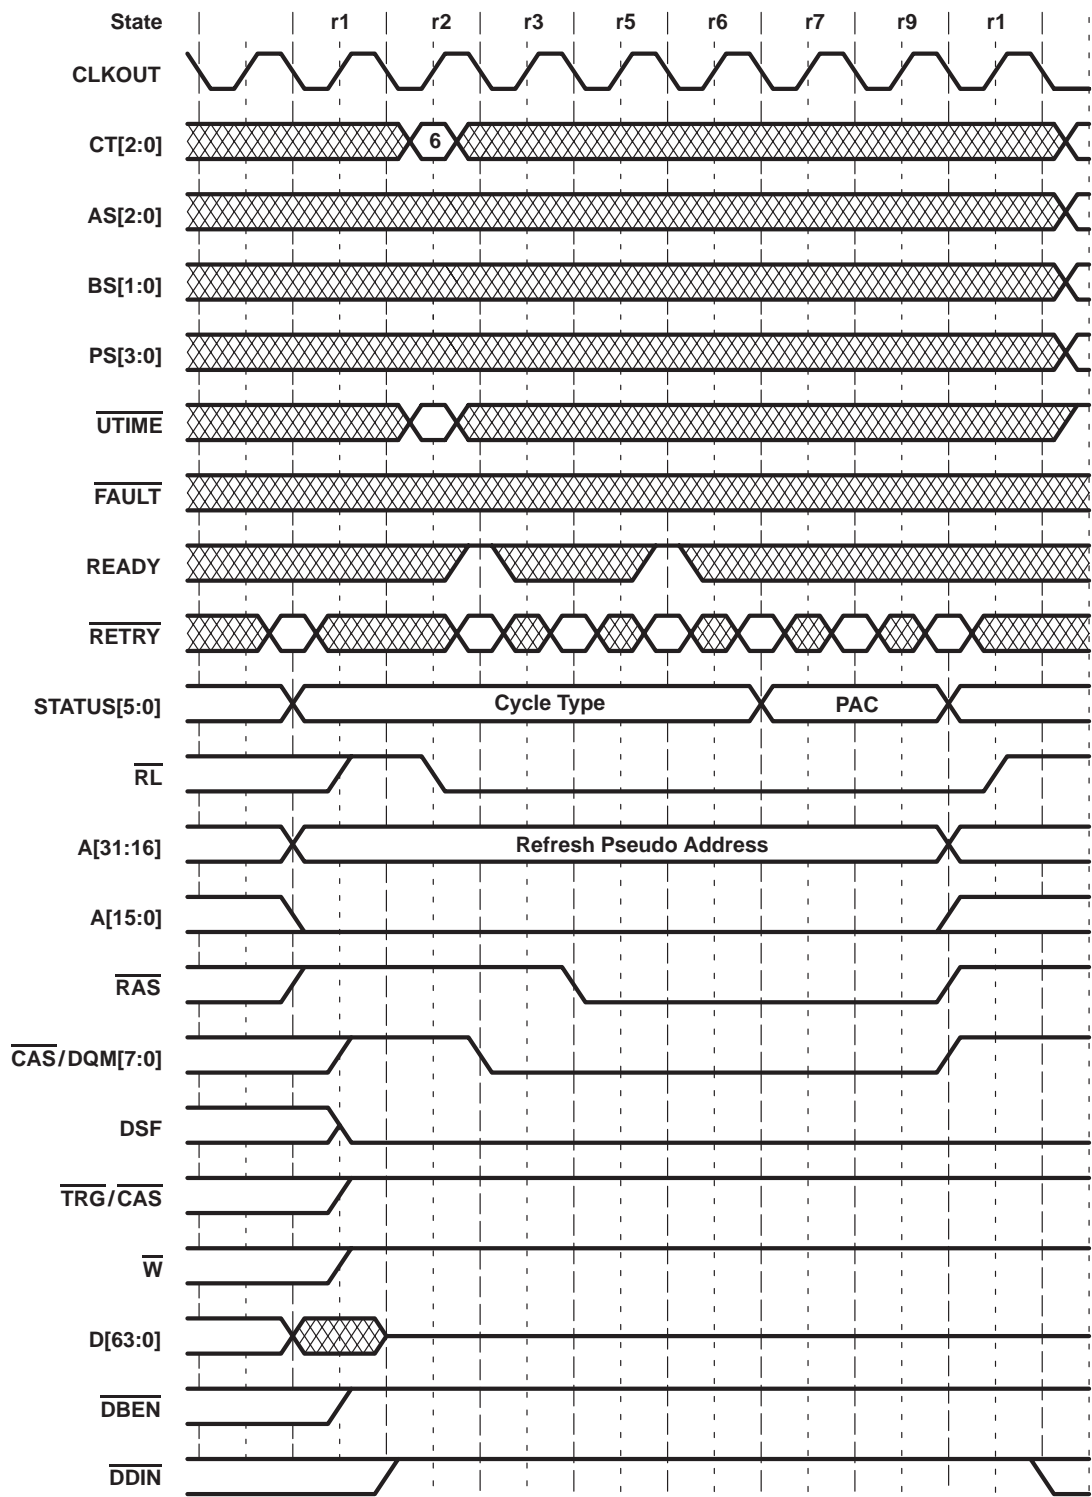 State r1 r2 r3 r5 r6 r7 r9 r1
CLKOUT
CT[2:0] 6
AS[2:0]
BS[1:0]
PS[3:0]
UTIME
FAULT
READY
RETRY
STATUS[5:0] Cycle Type PAC
RL
A[31:16] Refresh Pseudo Address
A[15:0]
RAS
CAS/DQM[7:0]
DSF
TRG/CAS
W
D[63:0]
DBEN
DDIN